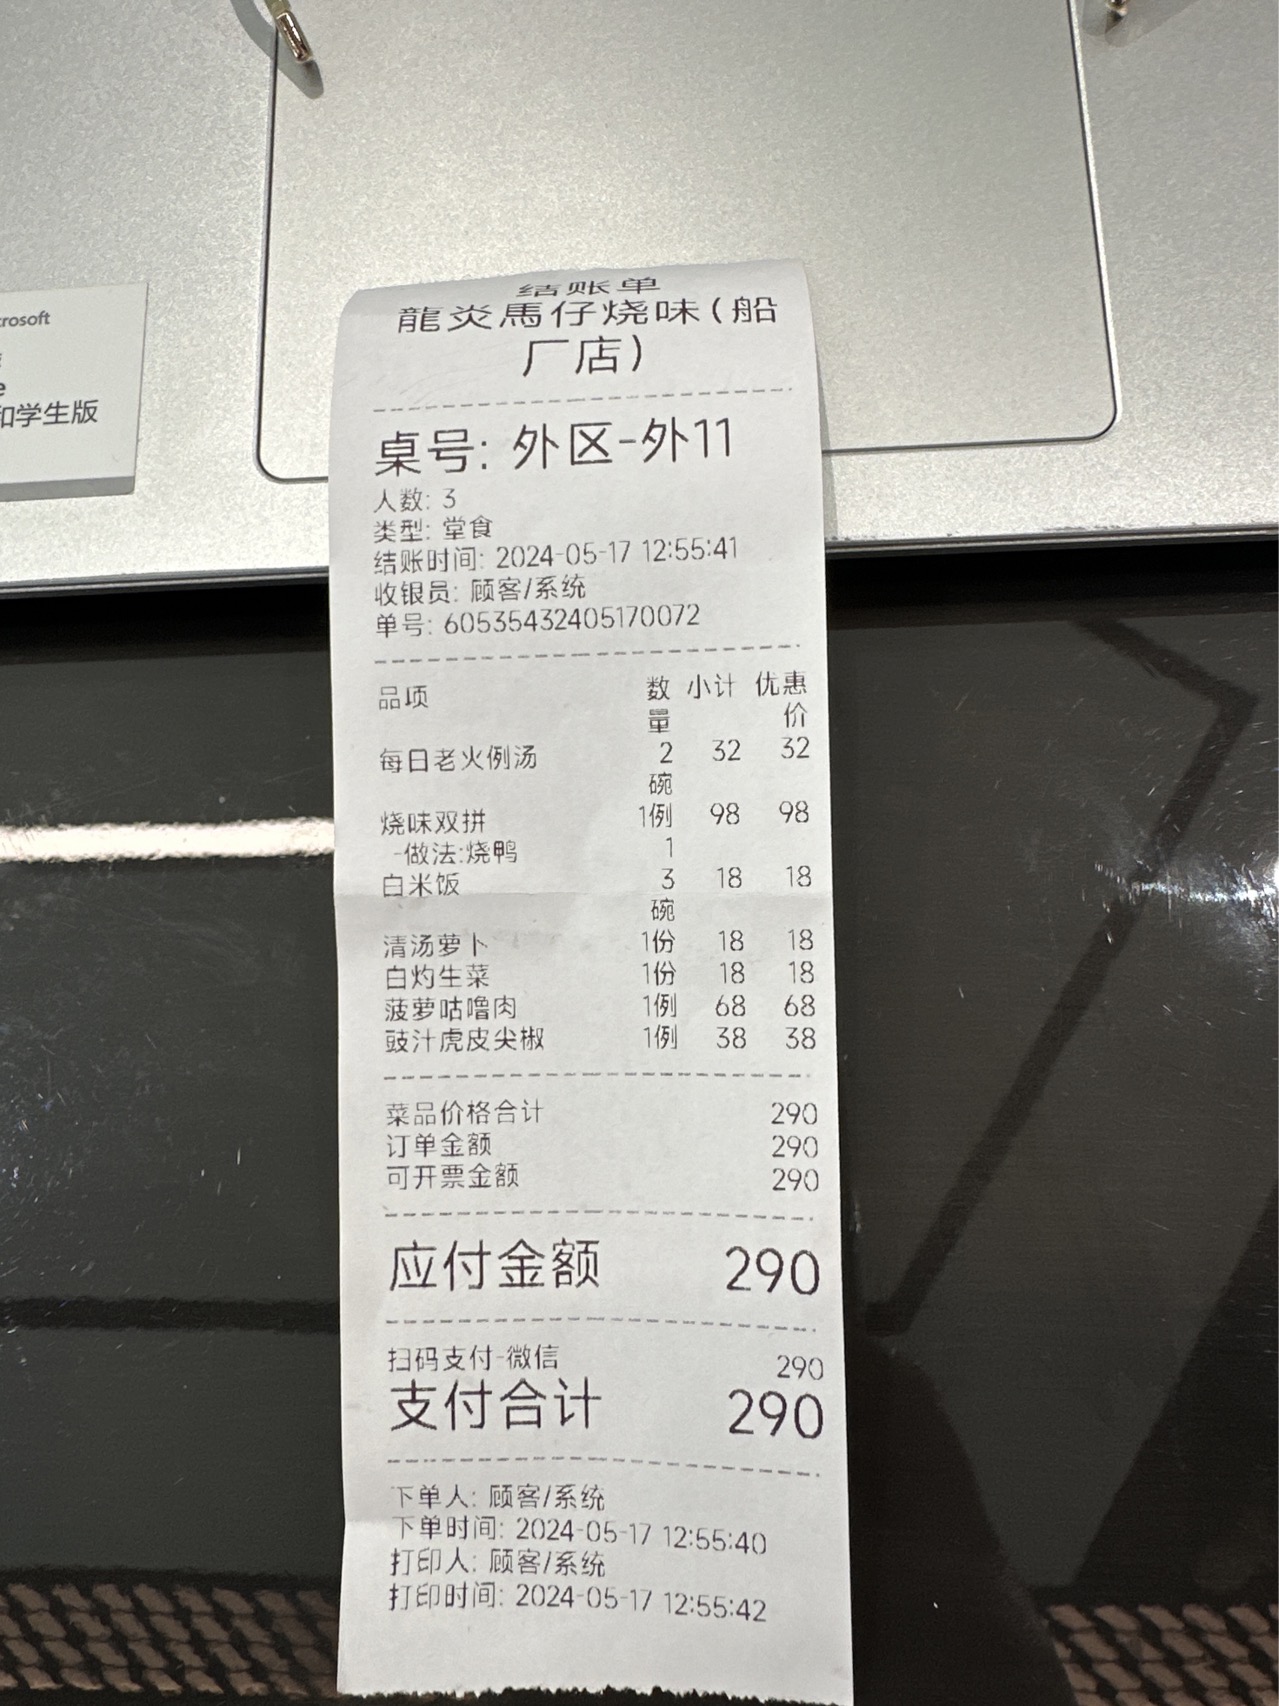 结账单
龍炎馬仔烧味(船
厂店)
桌号: 外区-外11
人数: 3
类型: 堂食
结账时间: 2024-05-17 12:55:41
收银员: 顾客/系统
单号: 60535432405170072
品项 数量 小计 优惠价
每日老火例汤 2碗 32 32
烧味双拼 1例 98 98
-做法:烧鸭 1
白米饭 3碗 18 18
清汤萝卜 1份 18 18
白灼生菜 1份 18 18
菠萝咕噜肉 1例 68 68
豉汁虎皮尖椒 1例 38 38
菜品价格合计 290
订单金额 290
可开票金额 290
应付金额 290
扫码支付-微信 290
支付合计 290
下单人: 顾客/系统
下单时间: 2024-05-17 12:55:40
打印人: 顾客/系统
打印时间: 2024-05-17 12:55:42
和学生版